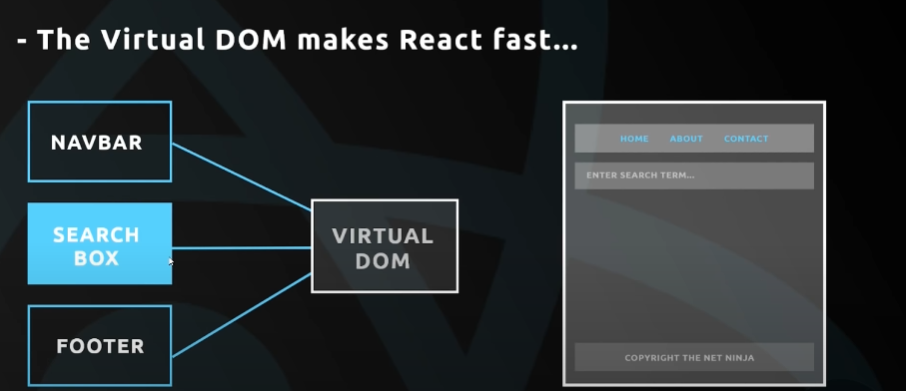 - The Virtual DOM makes React fast...
NAVBAR
SEARCH
BOX
FOOTER
VIRTUAL
DOM
HOME ABOUT CONTACT
ENTER SEARCH TERM...
COPYRIGHT THE NET NINJA